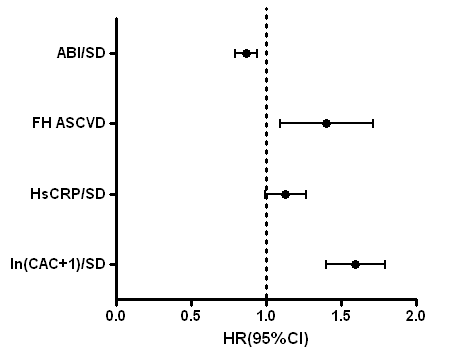 ABI/SD
FH ASCVD
HsCRP/SD
ln(CAC+1)/SD
0.0 0.5 1.0 1.5 2.0
HR(95%CI)